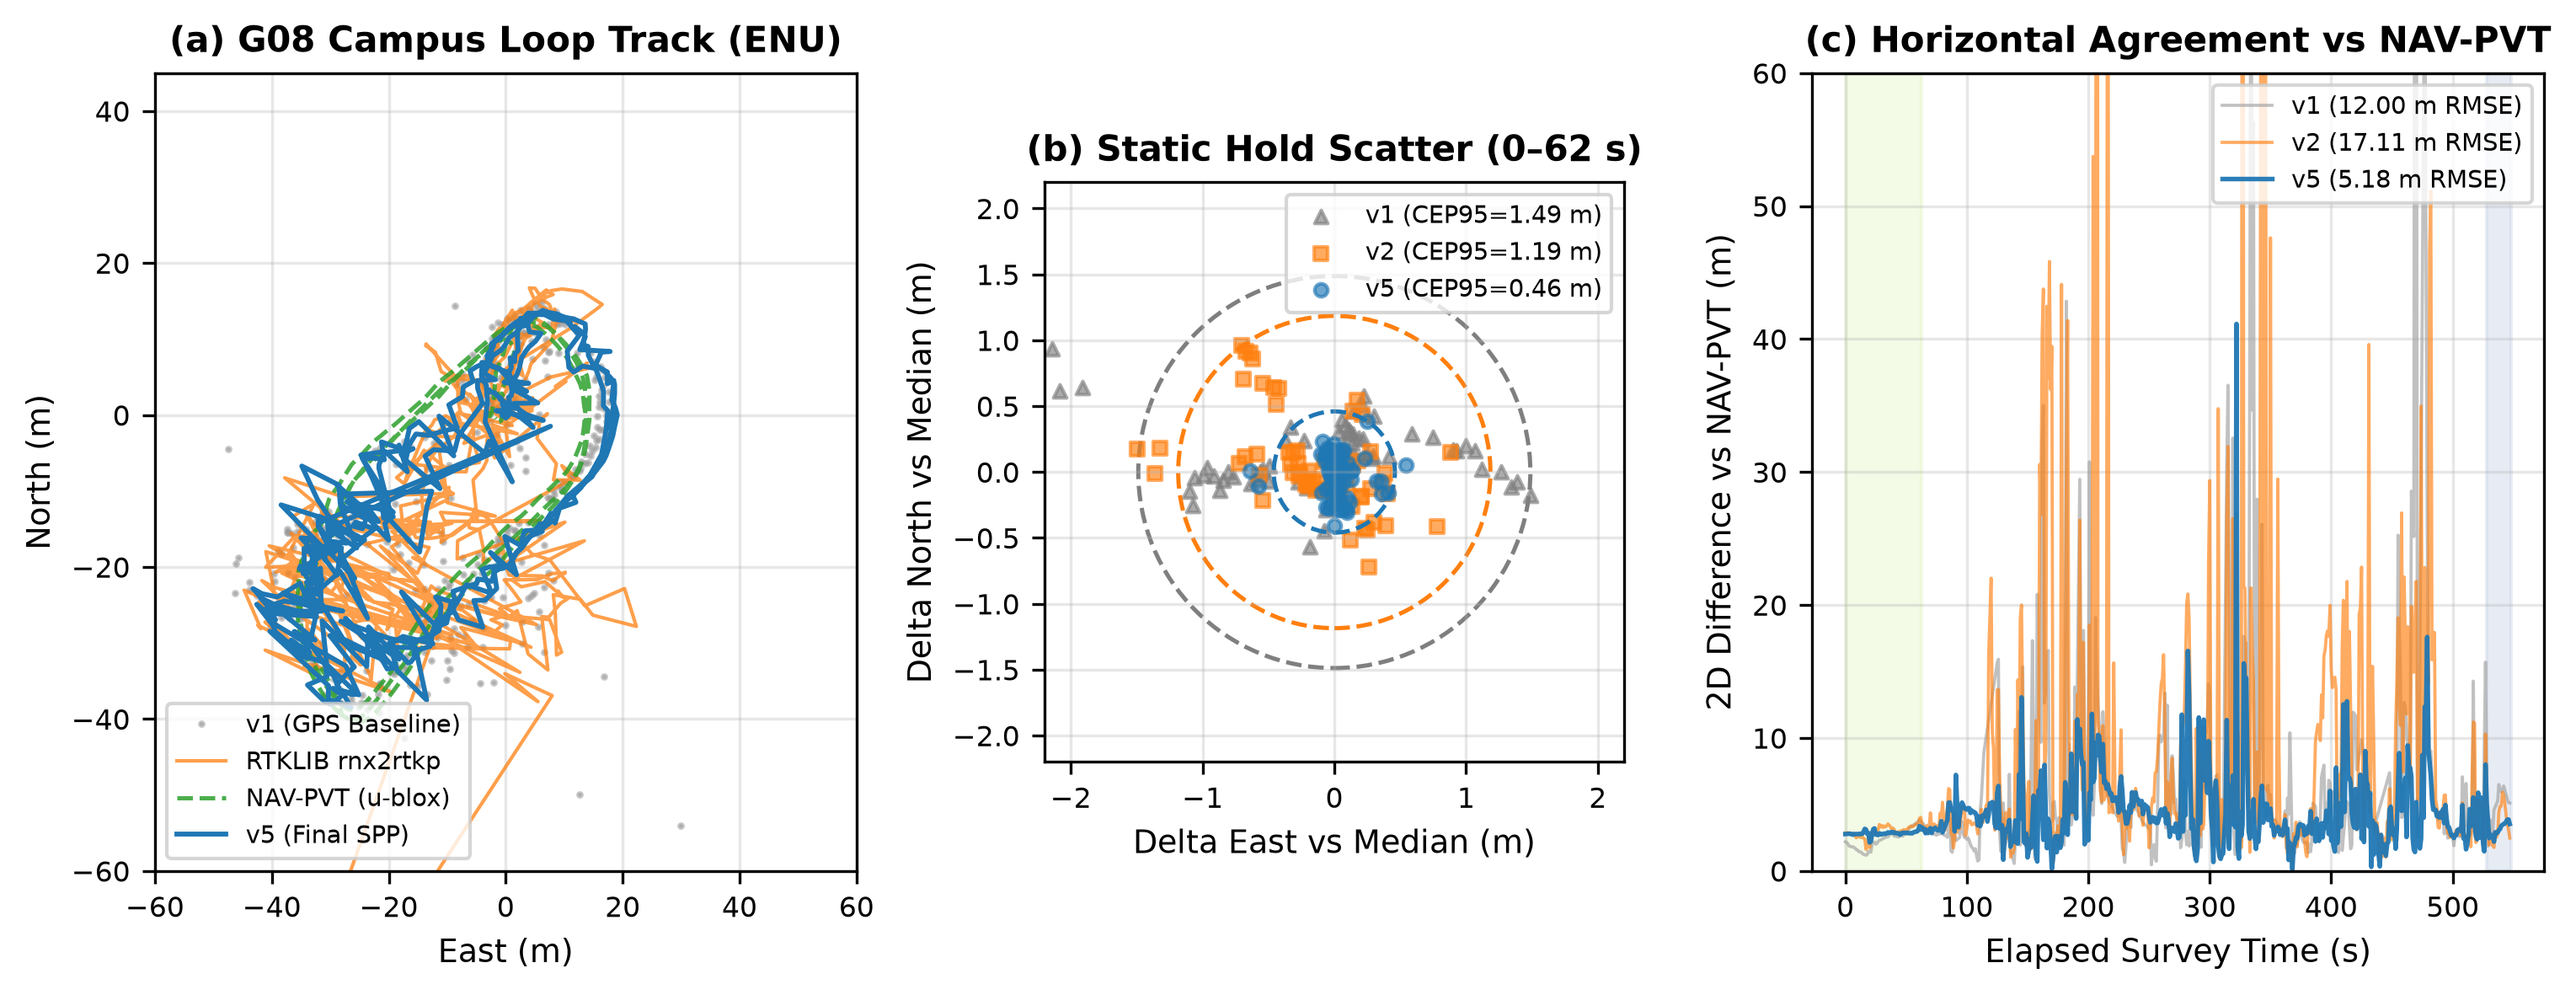 (a) G08 Campus Loop Track (ENU)
North (m)
40
20
0
−20
−40
−60
−60
−40
−20
0
20
40
60
East (m)
v1 (GPS Baseline)
RTKLIB rnx2rtkp
NAV-PVT (u-blox)
v5 (Final SPP)
(b) Static Hold Scatter (0–62 s)
Delta North vs Median (m)
2.0
1.5
1.0
0.5
0.0
−0.5
−1.0
−1.5
−2.0
−2
−1
0
1
2
Delta East vs Median (m)
v1 (CEP95=1.49 m)
v2 (CEP95=1.19 m)
v5 (CEP95=0.46 m)
(c) Horizontal Agreement vs NAV-PVT
2D Difference vs NAV-PVT (m)
60
50
40
30
20
10
0
0
100
200
300
400
500
Elapsed Survey Time (s)
v1 (12.00 m RMSE)
v2 (17.11 m RMSE)
v5 (5.18 m RMSE)